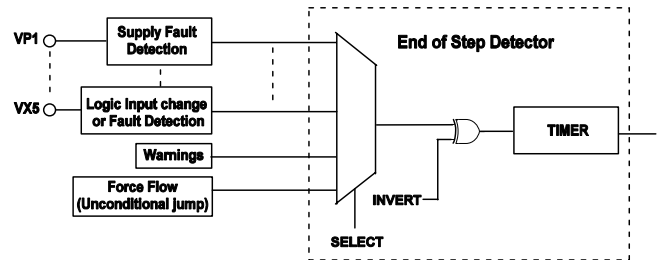 VP1
Supply Fault
Detection
End of Step Detector
VX5
Logic Input change
or Fault Detection
TIMER
Warnings
Force Flow
(Unconditional jump)
INVERT
SELECT